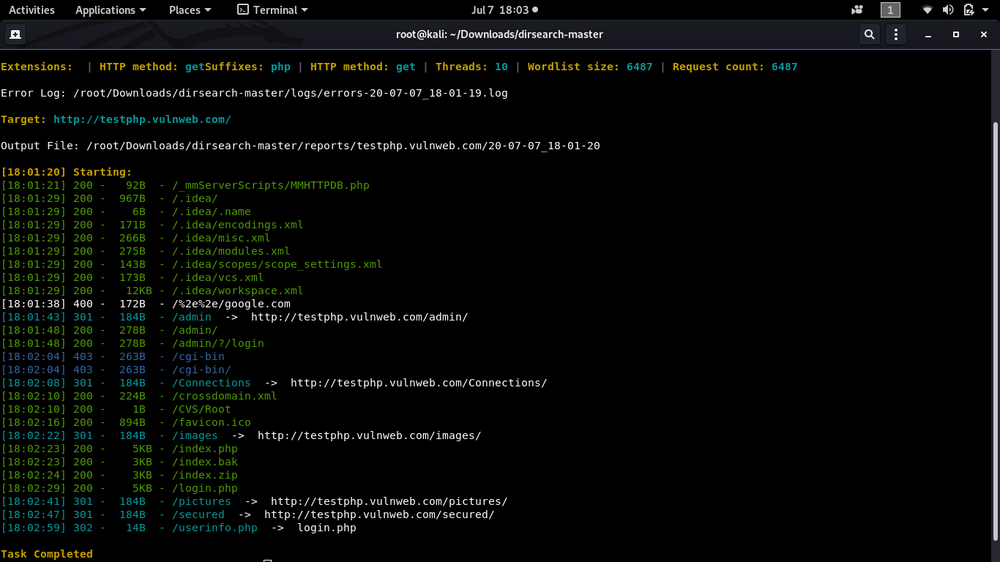 Activities Applications Places Terminal Jul 7 18:03 1
root@kali: ~/Downloads/dirsearch-master
Extensions:  | HTTP method: getSuffixes: php | HTTP method: get | Threads: 10 | Wordlist size: 6487 | Request count: 6487
Error Log: /root/Downloads/dirsearch-master/logs/errors-20-07-07_18-01-19.log
Target: http://testphp.vulnweb.com/
Output File: /root/Downloads/dirsearch-master/reports/testphp.vulnweb.com/20-07-07_18-01-20
[18:01:20] Starting:
[18:01:21] 200 -   92B  - /_mmServerScripts/MMHTTPDB.php
[18:01:29] 200 -  967B  - /.idea/
[18:01:29] 200 -    6B  - /.idea/.name
[18:01:29] 200 -  171B  - /.idea/encodings.xml
[18:01:29] 200 -  266B  - /.idea/misc.xml
[18:01:29] 200 -  275B  - /.idea/modules.xml
[18:01:29] 200 -  143B  - /.idea/scopes/scope_settings.xml
[18:01:29] 200 -  173B  - /.idea/vcs.xml
[18:01:29] 200 -   12KB - /.idea/workspace.xml
[18:01:38] 400 -  172B  - /%2e%2e/google.com
[18:01:43] 301 -  184B  - /admin  ->  http://testphp.vulnweb.com/admin/
[18:01:48] 200 -  278B  - /admin/
[18:01:48] 200 -  278B  - /admin/?/login
[18:02:04] 403 -  263B  - /cgi-bin
[18:02:04] 403 -  263B  - /cgi-bin/
[18:02:08] 301 -  184B  - /Connections  ->  http://testphp.vulnweb.com/Connections/
[18:02:10] 200 -  224B  - /crossdomain.xml
[18:02:10] 200 -    1B  - /CVS/Root
[18:02:16] 200 -  894B  - /favicon.ico
[18:02:22] 301 -  184B  - /images  ->  http://testphp.vulnweb.com/images/
[18:02:23] 200 -    5KB - /index.php
[18:02:23] 200 -    3KB - /index.bak
[18:02:24] 200 -    3KB - /index.zip
[18:02:29] 200 -    5KB - /login.php
[18:02:41] 301 -  184B  - /pictures  ->  http://testphp.vulnweb.com/pictures/
[18:02:47] 301 -  184B  - /secured  ->  http://testphp.vulnweb.com/secured/
[18:02:59] 302 -   14B  - /userinfo.php  ->  login.php
Task Completed